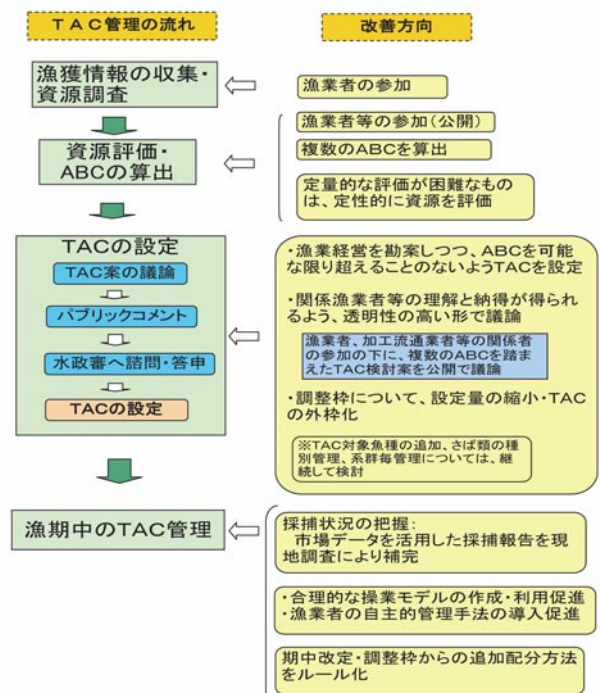 TAC管理の流れ
改善方向
漁獲情報の収集・
資源調査
漁業者の参加
資源評価・
ABCの算出
漁業者等の参加(公開)
複数のABCを算出
定量的な評価が困難なもの
は、定性的に資源を評価
TACの設定
TAC案の議論
パブリックコメント
水政審へ諮問・答申
TACの設定
・漁業経営を勘案しつつ、ABCを可能
な限り超えることのないようTACを設定
・関係漁業者等の理解と納得が得られ
るよう、透明性の高い形で議論
漁業者、加工流通業者等の関係者
の参加の下に、複数のABCを踏ま
えたTAC検討案を公開で議論
・調整枠について、設定量の縮小・TAC
の外枠化
※TAC対象魚種の追加、さば類の種
別管理、系群毎管理については、継
続して検討
漁期中のTAC管理
採捕状況の把握:
市場データを活用した採捕報告を現
地調査により補完
・合理的な操業モデルの作成・利用促進
・漁業者の自主的管理手法の導入促進
期中改定・調整枠からの追加配分方法
をルール化